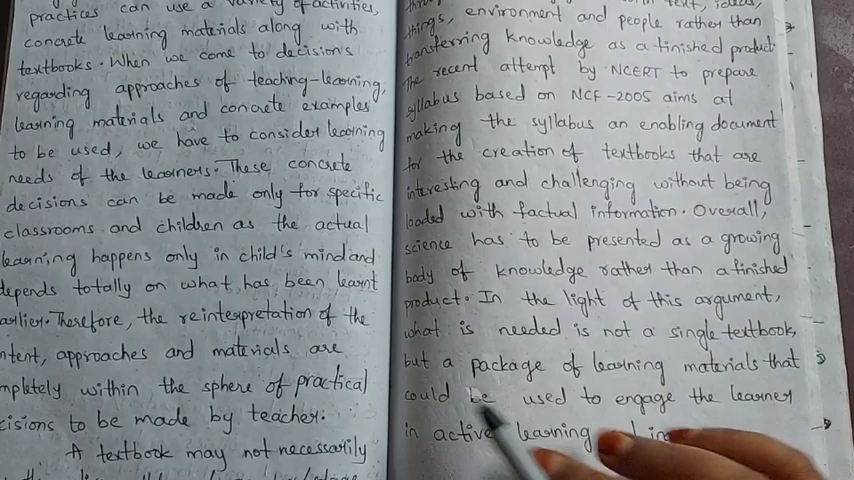 practices can use a variety of activities,
concrete learning materials along with
textbooks. When we come to decisions
regarding approaches of teaching-learning,
learning materials and concrete examples
to be used, we have to consider learning
needs of the learners. These concrete
decisions can be made only for specific
classrooms and children as the actual
learning happens only in child's mind and
depends totally on what has been learnt
earlier. Therefore, the reinterpretation of the
ntent, approaches and materials are
mpletely within the sphere of practical
cisions to be made by teacher.
A textbook may not necessarily
things, environment and people rather than
transferring knowledge as a finished product.
The recent attempt by NCERT to prepare
syllabus based on NCF-2005 aims at
making the syllabus an enabling document
for the creation of textbooks that are
interesting and challenging without being
loaded with factual information. Overall,
science has to be presented as a growing
body of knowledge rather than a finished
product. In the light of this argument,
what is needed is not a single textbook,
but a package of learning materials that
could be used to engage the learner
in active learning